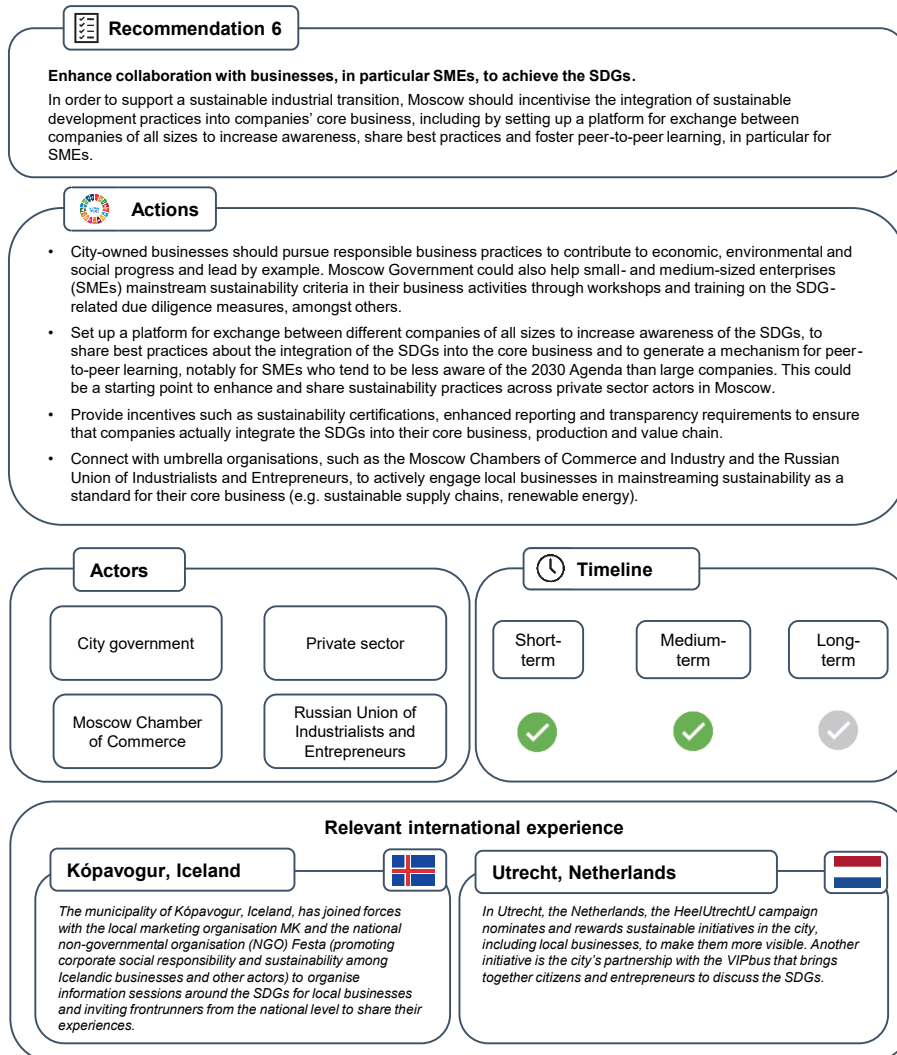 Recommendation 6
Enhance collaboration with businesses, in particular SMEs, to achieve the SDGs.
In order to support a sustainable industrial transition, Moscow should incentivise the integration of sustainable
development practices into companies' core business, including by setting up a platform for exchange between
companies of all sizes to increase awareness, share best practices and foster peer-to-peer learning, in particular for
SMEs.
Actions
• City-owned businesses should pursue responsible business practices to contribute to economic, environmental and
social progress and lead by example. Moscow Government could also help small- and medium-sized enterprises
(SMEs) mainstream sustainability criteria in their business activities through workshops and training on the SDG-
related due diligence measures, amongst others.
• Set up a platform for exchange between different companies of all sizes to increase awareness of the SDGs, to
share best practices about the integration of the SDGs into the core business and to generate a mechanism for peer-
to-peer learning, notably for SMEs who tend to be less aware of the 2030 Agenda than large companies. This could
be a starting point to enhance and share sustainability practices across private sector actors in Moscow.
• Provide incentives such as sustainability certifications, enhanced reporting and transparency requirements to ensure
that companies actually integrate the SDGs into their core business, production and value chain.
• Connect with umbrella organisations, such as the Moscow Chambers of Commerce and Industry and the Russian
Union of Industrialists and Entrepreneurs, to actively engage local businesses in mainstreaming sustainability as a
standard for their core business (e.g. sustainable supply chains, renewable energy).
Actors
City government
Private sector
Moscow Chamber
of Commerce
Russian Union of
Industrialists and
Entrepreneurs
Timeline
Short-
term
Medium-
term
Long-
term
Relevant international experience
Kópavogur, Iceland
The municipality of Kópavogur, Iceland, has joined forces
with the local marketing organisation MK and the national
non-governmental organisation (NGO) Festa (promoting
corporate social responsibility and sustainability among
Icelandic businesses and other actors) to organise
information sessions around the SDGs for local businesses
and inviting frontrunners from the national level to share their
experiences.
Utrecht, Netherlands
In Utrecht, the Netherlands, the HeelUtrechtU campaign
nominates and rewards sustainable initiatives in the city,
including local businesses, to make them more visible. Another
initiative is the city's partnership with the VIPbus that brings
together citizens and entrepreneurs to discuss the SDGs.